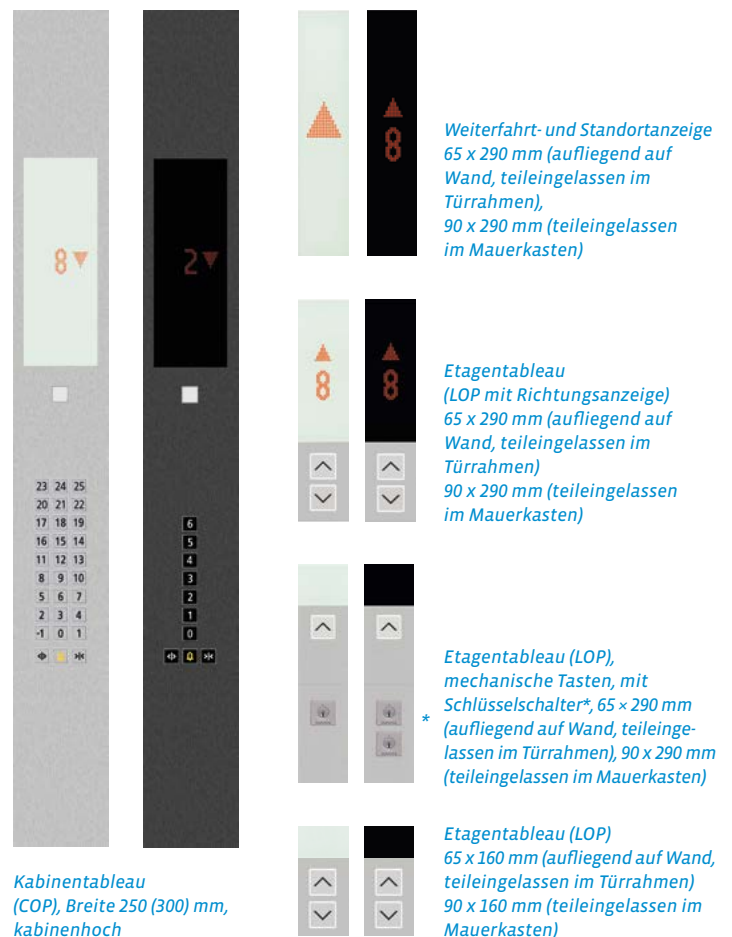 8
23 24 25
20 21 22
17 18 19
16 15 14
11 12 13
8 9 10
5 6 7
2 3 4
-1 0 1
2
6
5
4
3
2
1
0
Kabinentableau
(COP), Breite 250 (300) mm,
kabinenhoch
8
Weiterfahrt- und Standortanzeige
65 x 290 mm (aufliegend auf
Wand, teileingelassen im
Türrahmen),
90 x 290 mm (teileingelassen
im Mauerkasten)
8
8
Etagentableau
(LOP mit Richtungsanzeige)
65 x 290 mm (aufliegend auf
Wand, teileingelassen im
Türrahmen)
90 x 290 mm (teileingelassen
im Mauerkasten)
*
Etagentableau (LOP),
mechanische Tasten, mit
Schlüsselschalter*, 65 × 290 mm
(aufliegend auf Wand, teileinge-
lassen im Türrahmen), 90 x 290 mm
(teileingelassen im Mauerkasten)
Etagentableau (LOP)
65 x 160 mm (aufliegend auf Wand,
teileingelassen im Türrahmen)
90 x 160 mm (teileingelassen im
Mauerkasten)